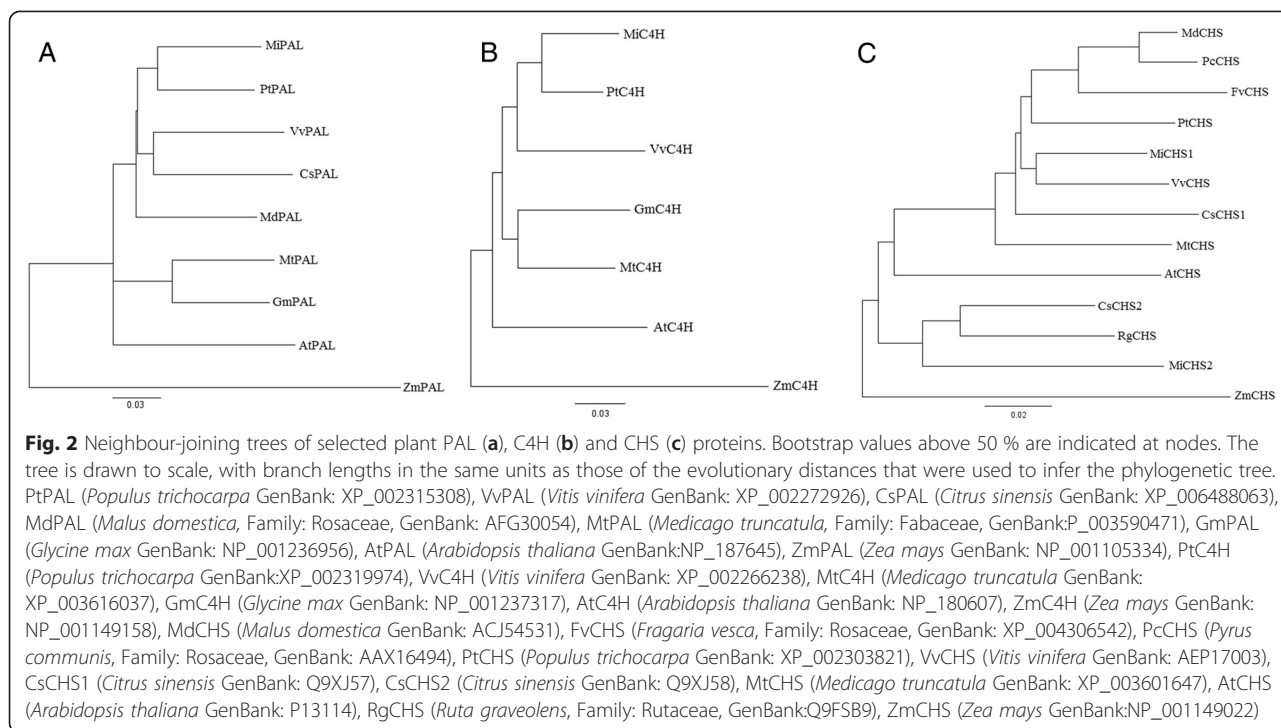 A
MiPAL
PtPAL
VvPAL
CsPAL
MdPAL
MtPAL
GmPAL
AtPAL
ZmPAL
0.03
B
MiC4H
PtC4H
VvC4H
GmC4H
MtC4H
AtC4H
ZmC4H
0.03
C
MdCHS
PcCHS
FvCHS
PtCHS
MiCHS1
VvCHS
CsCHS1
MtCHS
AtCHS
CsCHS2
RgCHS
MiCHS2
ZmCHS
0.02
Fig. 2 Neighbour-joining trees of selected plant PAL (a), C4H (b) and CHS (c) proteins. Bootstrap values above 50 % are indicated at nodes. The
tree is drawn to scale, with branch lengths in the same units as those of the evolutionary distances that were used to infer the phylogenetic tree.
PtPAL (Populus trichocarpa GenBank: XP_002315308), VvPAL (Vitis vinifera GenBank: XP_002272926), CsPAL (Citrus sinensis GenBank: XP_006488063),
MdPAL (Malus domestica, Family: Rosaceae, GenBank: AFG30054), MtPAL (Medicago truncatula, Family: Fabaceae, GenBank:P_003590471), GmPAL
(Glycine max GenBank: NP_001236956), AtPAL (Arabidopsis thaliana GenBank:NP_187645), ZmPAL (Zea mays GenBank: NP_001105334), PtC4H
(Populus trichocarpa GenBank:XP_002319974), VvC4H (Vitis vinifera GenBank: XP_002266238), MtC4H (Medicago truncatula GenBank:
XP_003616037), GmC4H (Glycine max GenBank: NP_001237317), AtC4H (Arabidopsis thaliana GenBank: NP_180607), ZmC4H (Zea mays GenBank:
NP_001149158), MdCHS (Malus domestica GenBank: ACJ54531), FvCHS (Fragaria vesca, Family: Rosaceae, GenBank: XP_004306542), PcCHS (Pyrus
communis, Family: Rosaceae, GenBank: AAX16494), PtCHS (Populus trichocarpa GenBank: XP_002303821), VvCHS (Vitis vinifera GenBank: AEP17003),
CsCHS1 (Citrus sinensis GenBank: Q9XJ57), CsCHS2 (Citrus sinensis GenBank: Q9XJ58), MtCHS (Medicago truncatula GenBank: XP_003601647), AtCHS
(Arabidopsis thaliana GenBank: P13114), RgCHS (Ruta graveolens, Family: Rutaceae, GenBank:Q9FSB9), ZmCHS (Zea mays GenBank:NP_001149022)